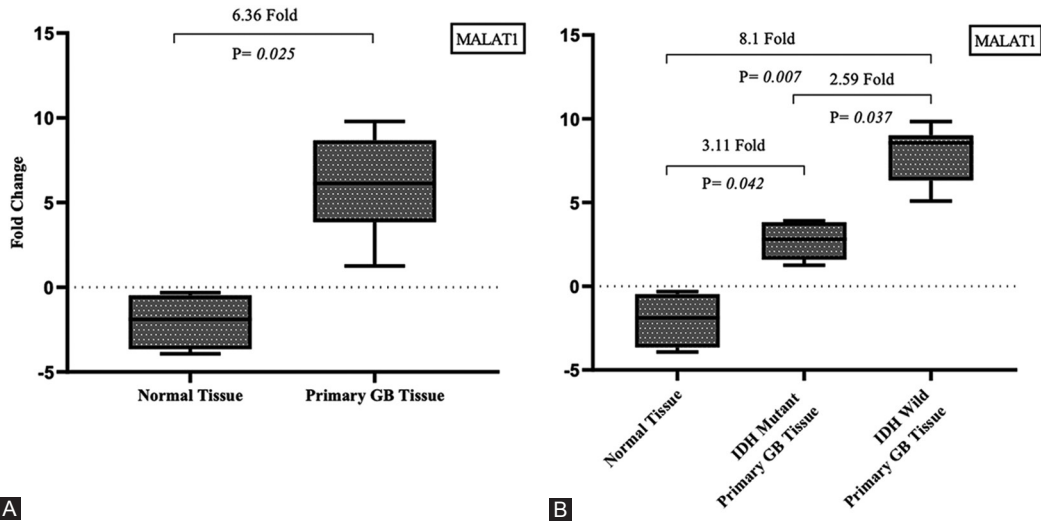 A
6.36 Fold
P= 0.025
MALAT1
15
10
5
0
-5
Fold Change
Normal Tissue
Primary GB Tissue
B
8.1 Fold
P= 0.007
2.59 Fold
P= 0.037
3.11 Fold
P= 0.042
MALAT1
15
10
5
0
-5
Normal Tissue
IDH Mutant
Primary GB Tissue
IDH Wild
Primary GB Tissue
A
B